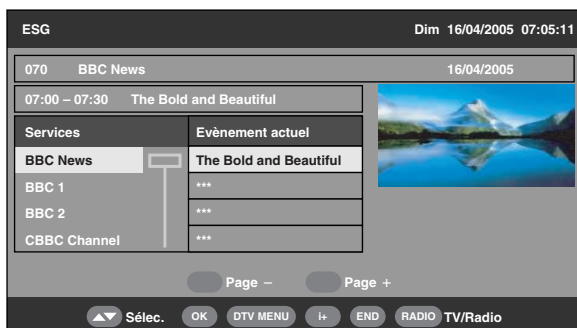 ESG Dim 16/04/2005 07:05:11
070 BBC News 16/04/2005
07:00 – 07:30 The Bold and Beautiful
Services Evènement actuel
BBC News The Bold and Beautiful
BBC 1 ***
BBC 2 ***
CBBC Channel ***
Page – Page +
Sélec. OK DTV MENU i+ END RADIO TV/Radio